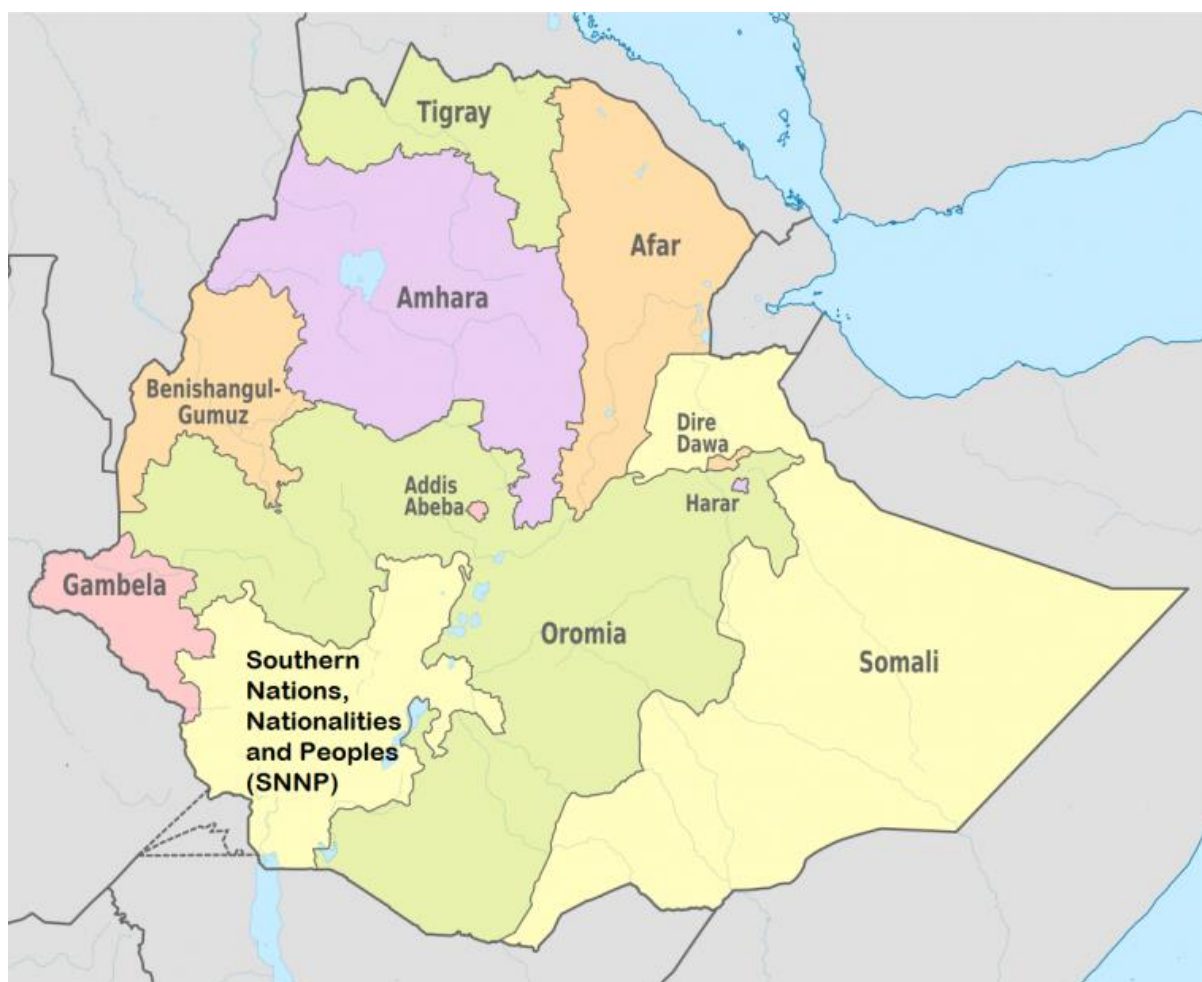 Tigray
Afar
Amhara
Benishangul-
Gumuz
Dire
Dawa
Addis
Abeba
Harar
Gambela
Oromia
Somali
Southern
Nations,
Nationalities
and Peoples
(SNNP)